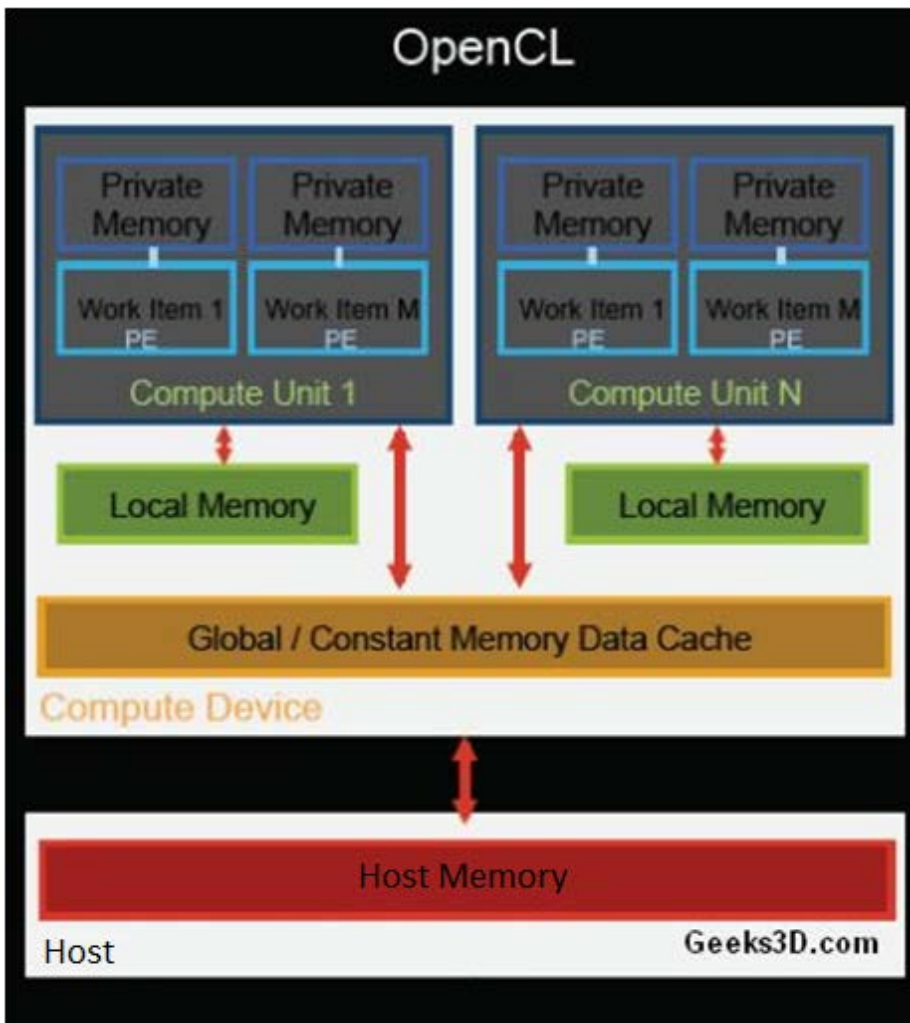 OpenCL
Private Memory
Private Memory
Private Memory
Private Memory
Work Item 1
PE
Work Item M
PE
Work Item 1
PE
Work Item M
PE
Compute Unit 1
Compute Unit N
Local Memory
Local Memory
Global / Constant Memory Data Cache
Compute Device
Host Memory
Host
Geeks3D.com